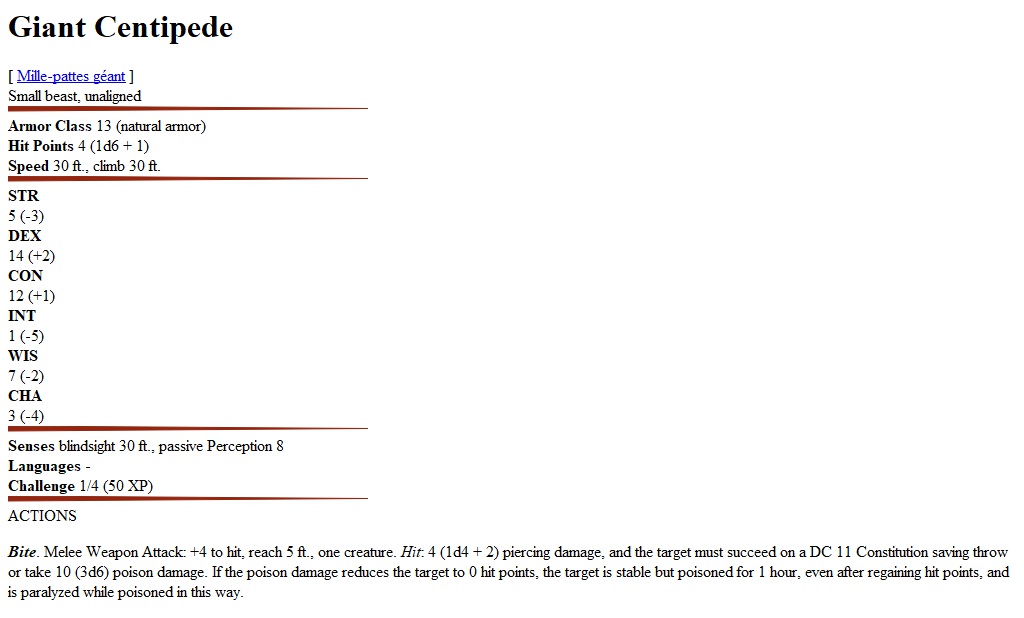 Giant Centipede
[ Mille-pattes géant ]
Small beast, unaligned
Armor Class 13 (natural armor)
Hit Points 4 (1d6 + 1)
Speed 30 ft., climb 30 ft.
STR
5 (-3)
DEX
14 (+2)
CON
12 (+1)
INT
1 (-5)
WIS
7 (-2)
CHA
3 (-4)
Senses blindsight 30 ft., passive Perception 8
Languages -
Challenge 1/4 (50 XP)
ACTIONS
Bite. Melee Weapon Attack: +4 to hit, reach 5 ft., one creature. Hit: 4 (1d4 + 2) piercing damage, and the target must succeed on a DC 11 Constitution saving throw
or take 10 (3d6) poison damage. If the poison damage reduces the target to 0 hit points, the target is stable but poisoned for 1 hour, even after regaining hit points, and
is paralyzed while poisoned in this way.